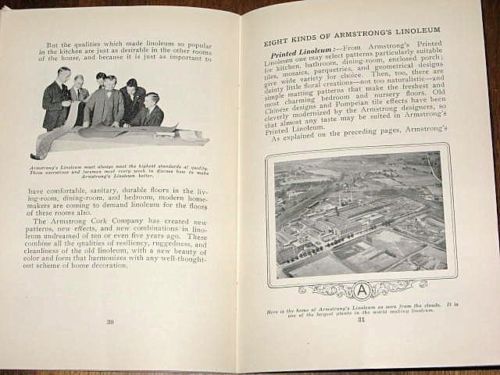 But the qualities which made linoleum so popular
in the kitchen are just as desirable in the other rooms
of the house, and because it is just as important to
Armstrong's Linoleum must always meet the highest standards of quality.
These executives and foremen meet every week to discuss how to make
Armstrong's Linoleum better.
have comfortable, sanitary, durable floors in the liv-
ing-room, dining-room, and bedroom, modern home-
makers are coming to demand linoleum for the floors
of these rooms also.
The Armstrong Cork Company has created new
patterns, new effects, and new combinations in lino-
leum undreamed of ten or even five years ago. These
combine all the qualities of resiliency, ruggedness, and
cleanliness of the old linoleum, with a new beauty of
color and form that harmonizes with any well-thought-
out scheme of home decoration.
30
EIGHT KINDS OF ARMSTRONG'S LINOLEUM
Printed Linoleum:—From Armstrong's Printed
Linoleum one may select patterns particularly suitable
for kitchen, bathroom, dining-room, enclosed porch;
tiles, mosaics, parquetries, and geometrical designs
give wide variety for choice. Then, too, there are
dainty little floral creations—not too naturalistic—and
simple matting patterns that make the freshest and
most charming bedroom and nursery floors. Old
Chinese designs and Pompeian tile effects have been
cleverly modernized by the Armstrong designers, so
that almost any taste may be suited in Armstrong's
Printed Linoleum.
As explained on the preceding pages, Armstrong's
A
Here is the home of Armstrong's Linoleum as seen from the clouds. It is
one of the largest plants in the world making linoleum.
31